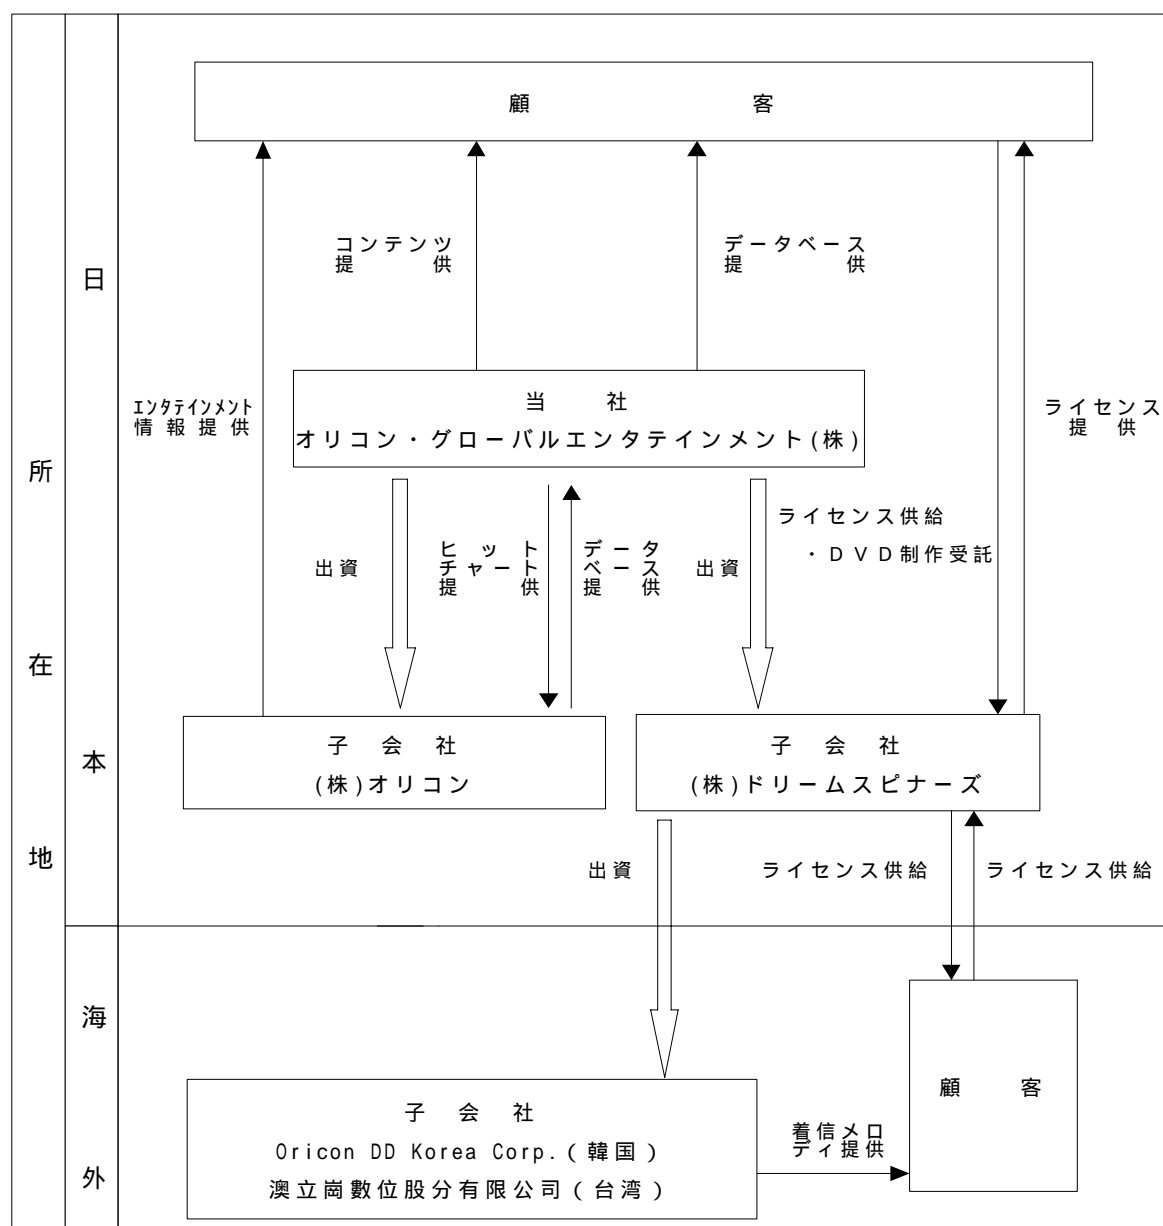 所在地
日本
海外
顧客
コンテンツ
提供
データベース
提供
エンタテインメント
情報提供
ライセンス
提供
当社
オリコン・グローバルエンタテインメント(株)
出資
ヒット
チャート
提供
データ
ベース
提供
出資
ライセンス供給
・DVD制作受託
子会社
(株)オリコン
子会社
(株)ドリームスピナーズ
出資
ライセンス供給
ライセンス供給
子会社
Oricon DD Korea Corp.(韓国)
澳立崗數位股分有限公司(台湾)
着信メロ
ディ提供
顧客